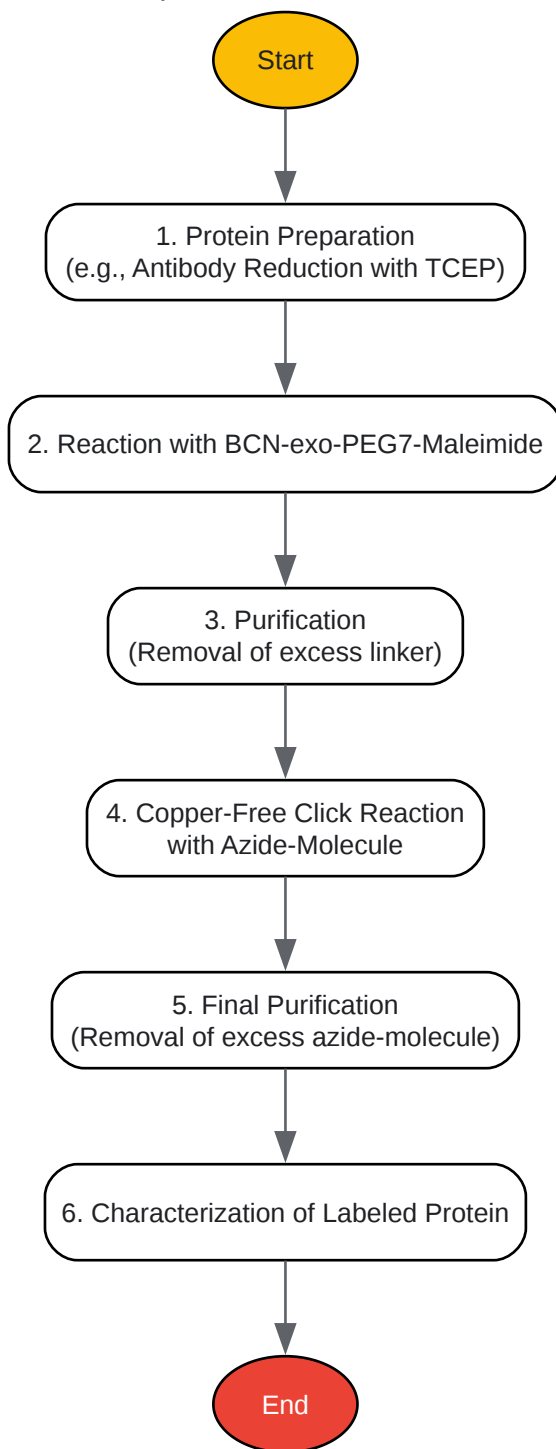 Start
1. Protein Preparation
(e.g., Antibody Reduction with TCEP)
2. Reaction with BCN-exo-PEG7-Maleimide
3. Purification
(Removal of excess linker)
4. Copper-Free Click Reaction
with Azide-Molecule
5. Final Purification
(Removal of excess azide-molecule)
6. Characterization of Labeled Protein
End